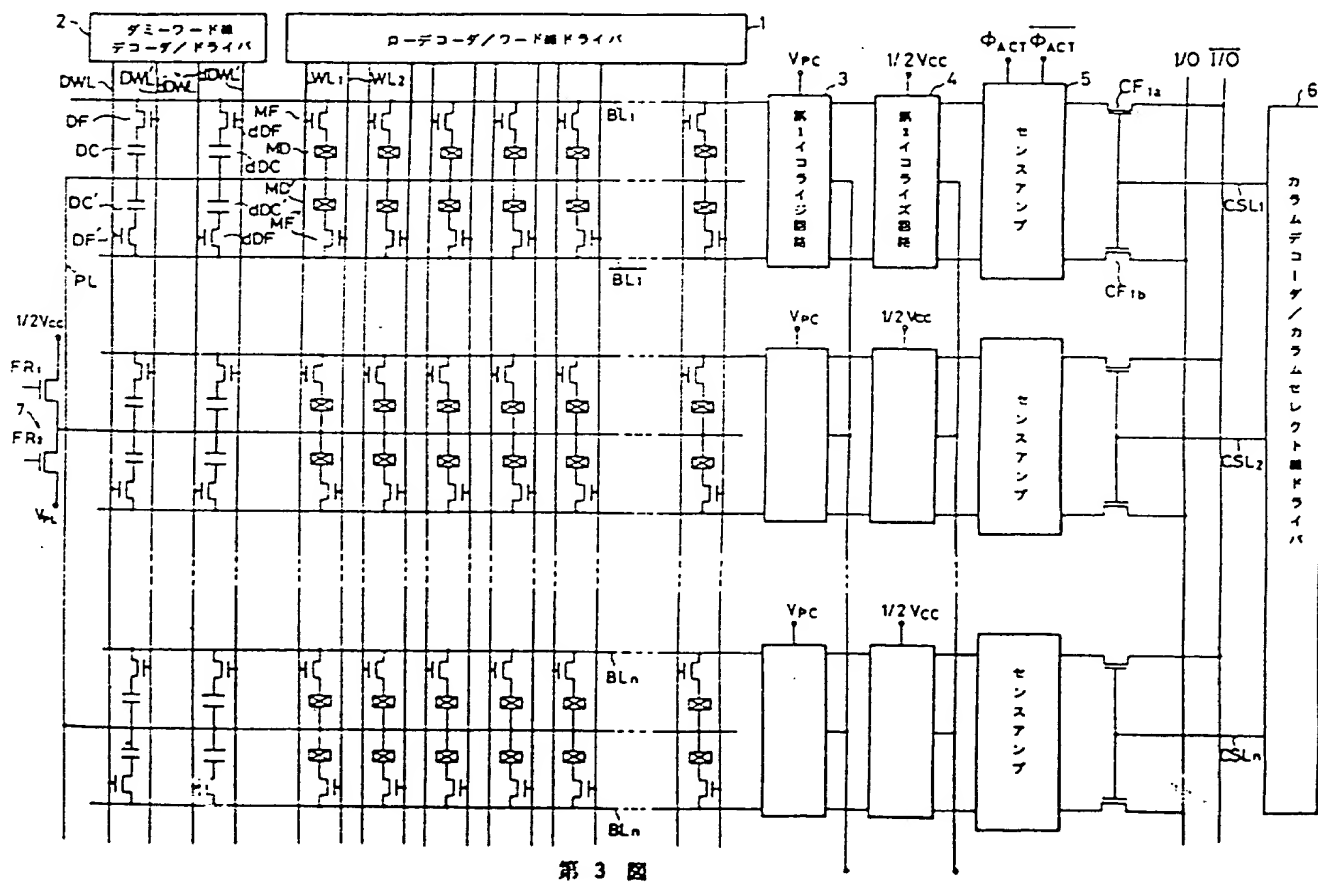 2
ダミーワード線
デコーダ/ドライバ
ローデコーダ/ワード線ドライバ
1
DWL
DWL'
dDWL
dDWL'
WL1
WL2
DF
DC
DC'
DF'
PL
dDF
dDC
dDC'
dDF'
MF
MD
MD'
MF'
BL1
B̅L̅1̅
VPC
3
第1イコライジ回路
1/2Vcc
4
第2イコライズ回路
ΦACT
Φ̅A̅C̅T̅
5
センスアンプ
CF1a
CF1b
I/O
I̅/̅O̅
CSL1
6
カラムデコーダ/カラムセレクト線ドライバ
1/2Vcc
FR1
7
FR2
VPL
VPC
1/2Vcc
センスアンプ
CSL2
VPC
1/2Vcc
センスアンプ
BLn
BLn
CSLn
第 3 図